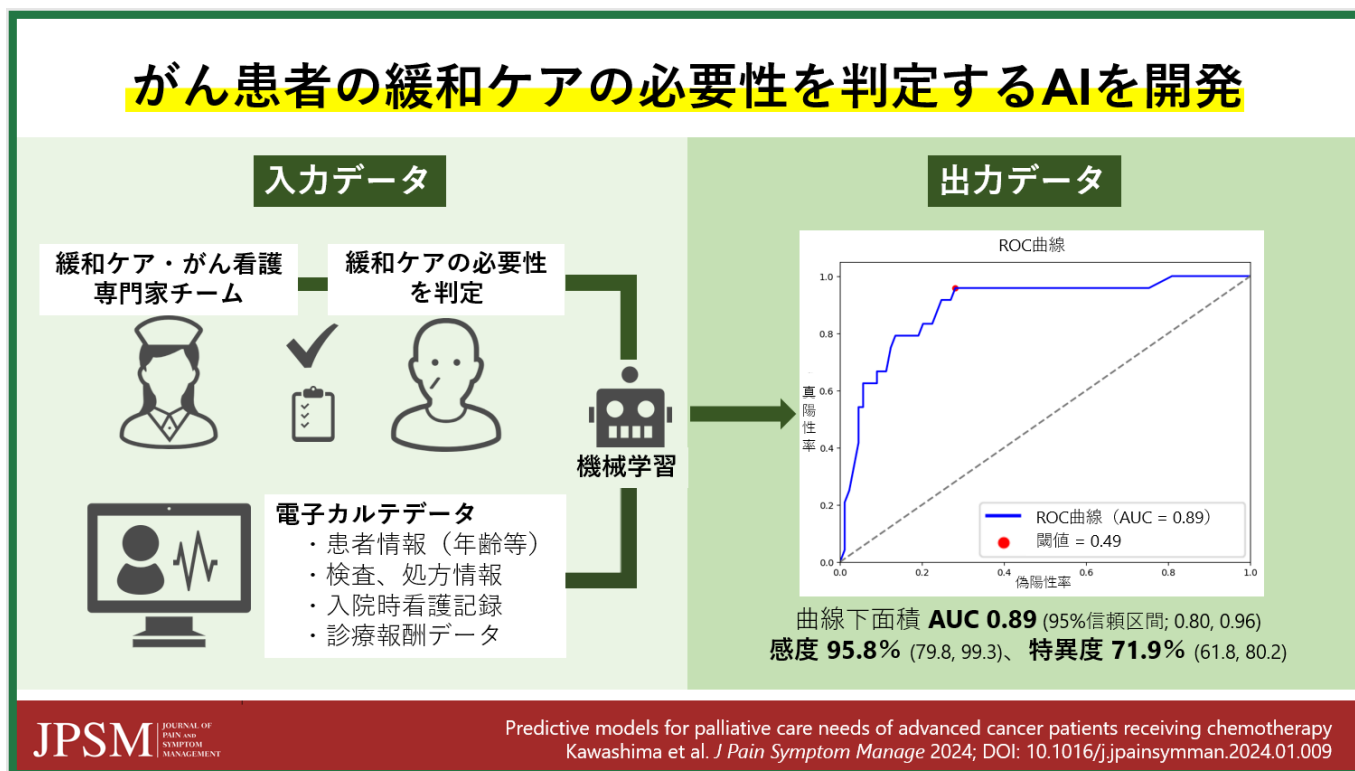 がん患者の緩和ケアの必要性を判定するAIを開発
入力データ
緩和ケア・がん看護
専門家チーム
緩和ケアの必要性
を判定
機械学習
電子カルテデータ
・患者情報（年齢等）
・検査、処方情報
・入院時看護記録
・診療報酬データ
出力データ
ROC曲線
1.0
0.8
0.6
0.4
0.2
0.0
真陽性率
0.0
0.2
0.4
0.6
0.8
1.0
偽陽性率
ROC曲線（AUC = 0.89）
閾値 = 0.49
曲線下面積 AUC 0.89 (95%信頼区間; 0.80, 0.96)
感度 95.8% (79.8, 99.3)、 特異度 71.9% (61.8, 80.2)
JPSM
JOURNAL OF
PAIN AND
SYMPTOM
MANAGEMENT
Predictive models for palliative care needs of advanced cancer patients receiving chemotherapy
Kawashima et al. J Pain Symptom Manage 2024; DOI: 10.1016/j.jpainsymman.2024.01.009